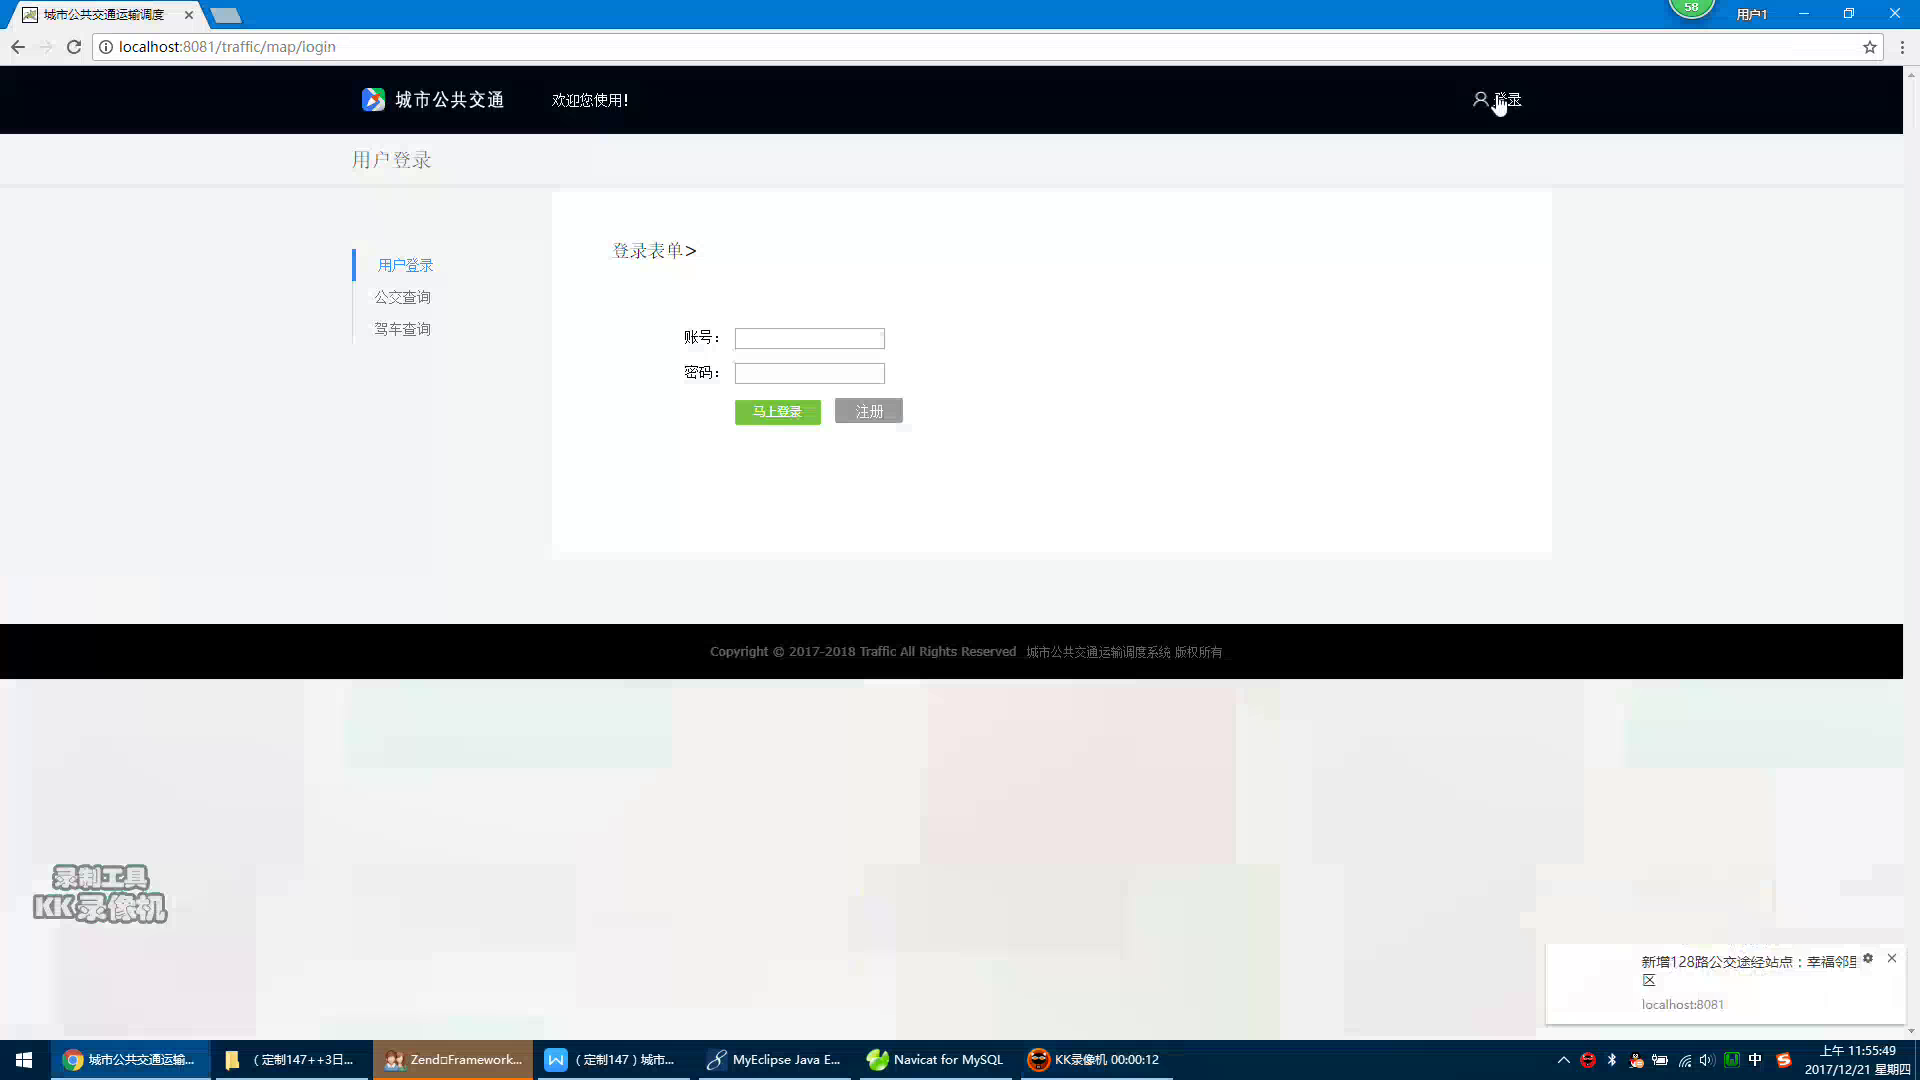 城市公共交通运输调度
58
用户1
localhost:8081/traffic/map/login
城市公共交通
欢迎您使用!
登录
用户登录
用户登录
公交查询
驾车查询
登录表单>
账号：
密码：
马上登录
注册
Copyright © 2017-2018 Traffic All Rights Reserved 城市公共交通运输调度系统 版权所有
录制工具
KK录像机
新增128路公交途经站点：幸福邻里
区
localhost:8081
城市公共交通运输...
（定制147++3日...
Zend□Framework...
（定制147）城市...
MyEclipse Java E...
Navicat for MySQL
KK录像机 00:00:12
中
上午 11:55:49
2017/12/21 星期四